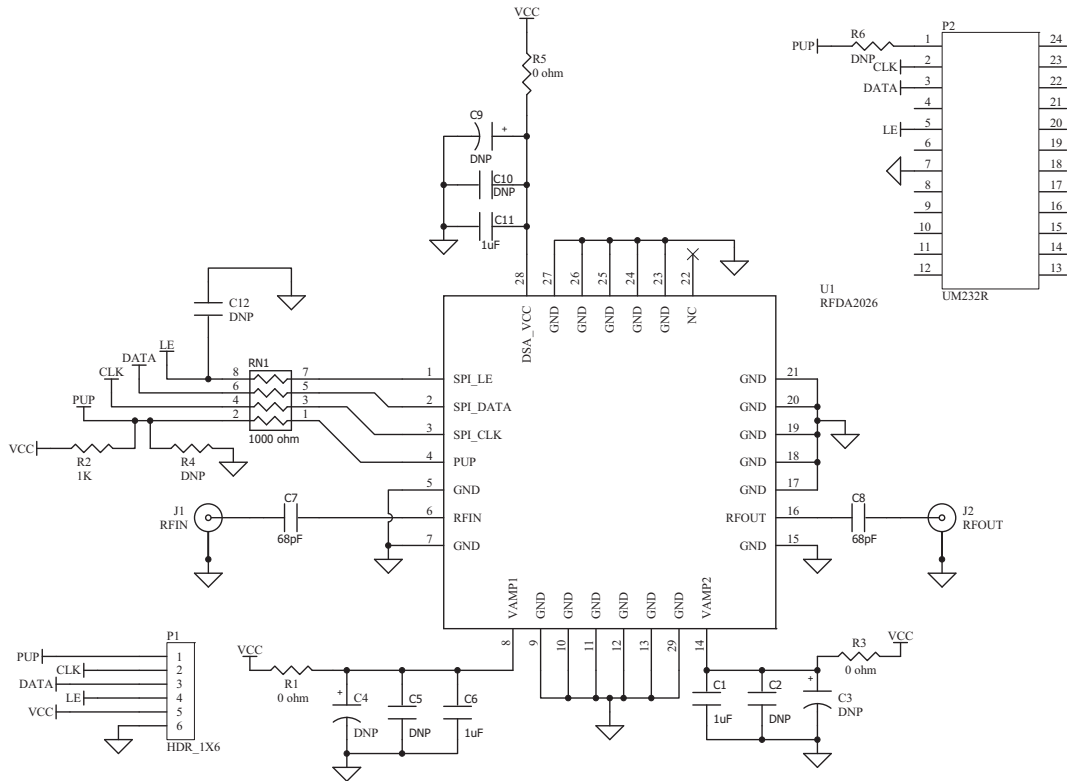 VCC
R5
0 ohm
C9
+
DNP
C10
DNP
C11
1uF
R6
DNP
PUP
CLK
DATA
LE
P2
1
2
3
4
5
6
7
8
9
10
11
12
24
23
22
21
20
19
18
17
16
15
14
13
UM232R
U1
RFDA2026
28
27
26
25
24
23
22
DSA_VCC
GND
GND
GND
GND
GND
NC
C12
DNP
LE
DATA
CLK
PUP
RN1
8 7
6 5
4 3
2 1
1000 ohm
VCC
R2
1K
R4
DNP
1 SPI_LE
2 SPI_DATA
3 SPI_CLK
4 PUP
5 GND
6 RFIN
7 GND
GND 21
GND 20
GND 19
GND 18
GND 17
RFOUT 16
GND 15
J1
RFIN
C7
68pF
C8
68pF
J2
RFOUT
VAMP1
GND
GND
GND
GND
GND
GND
VAMP2
8
9
10
11
12
13
29
14
P1
PUP 1
CLK 2
DATA 3
LE 4
VCC 5
6
HDR_1X6
VCC
R1
0 ohm
+
C4
DNP
C5
DNP
C6
1uF
C1
1uF
C2
DNP
+
C3
DNP
R3
0 ohm
VCC